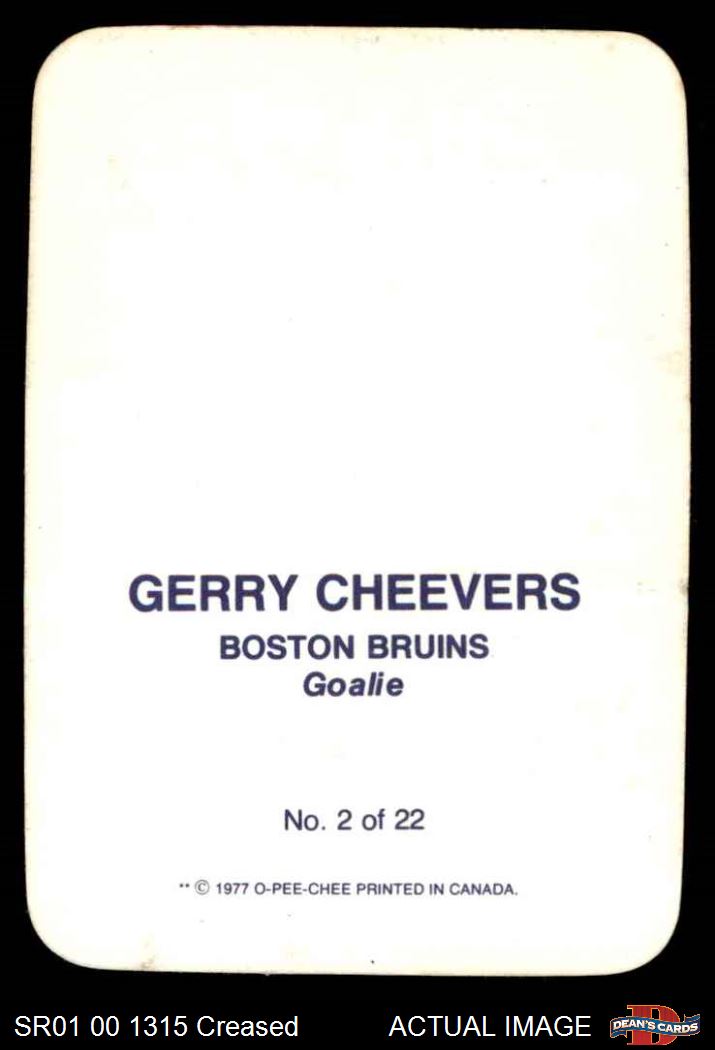 GERRY CHEEVERS
BOSTON BRUINS
Goalie
No. 2 of 22
** © 1977 O-PEE-CHEE PRINTED IN CANADA.
SR01 00 1315 Creased ACTUAL IMAGE
DEAN'S CARDS